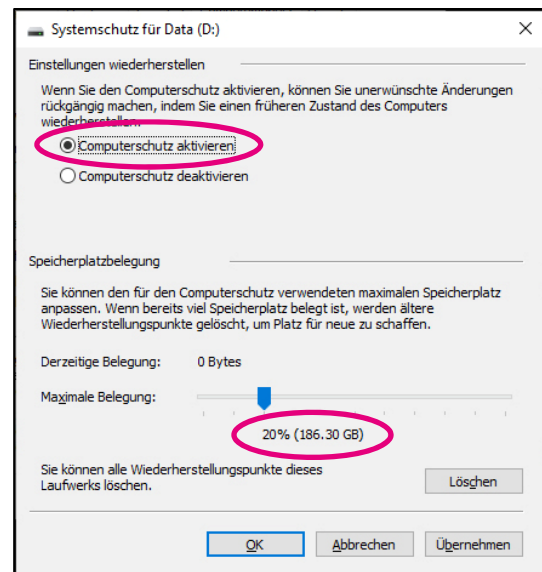 Systemschutz für Data (D:)
Einstellungen wiederherstellen
Wenn Sie den Computerschutz aktivieren, können Sie unerwünschte Änderungen
rückgängig machen, indem Sie einen früheren Zustand des Computers
wiederherstellen.
Computerschutz aktivieren
Computerschutz deaktivieren
Speicherplatzbelegung
Sie können den für den Computerschutz verwendeten maximalen Speicherplatz
anpassen. Wenn bereits viel Speicherplatz belegt ist, werden ältere
Wiederherstellungspunkte gelöscht, um Platz für neue zu schaffen.
Derzeitige Belegung: 0 Bytes
Maximale Belegung:
20% (186.30 GB)
Sie können alle Wiederherstellungspunkte dieses
Laufwerks löschen.
Löschen
OK Abbrechen Übernehmen